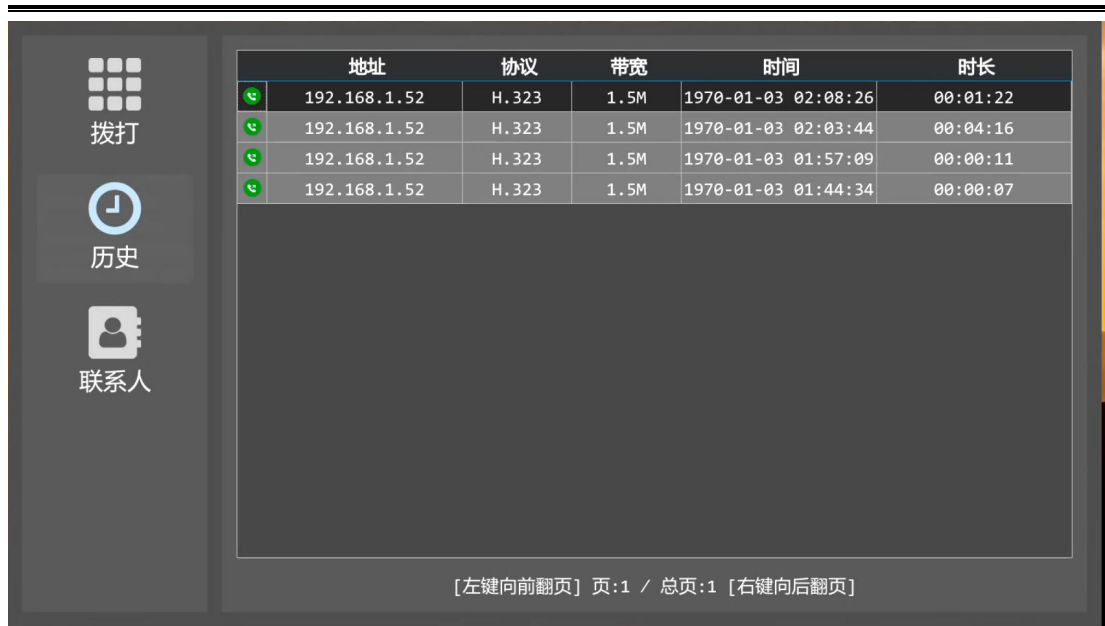 拨打
历史
联系人
地址 协议 带宽 时间 时长
192.168.1.52 H.323 1.5M 1970-01-03 02:08:26 00:01:22
192.168.1.52 H.323 1.5M 1970-01-03 02:03:44 00:04:16
192.168.1.52 H.323 1.5M 1970-01-03 01:57:09 00:00:11
192.168.1.52 H.323 1.5M 1970-01-03 01:44:34 00:00:07
[左键向前翻页] 页:1 / 总页:1 [右键向后翻页]